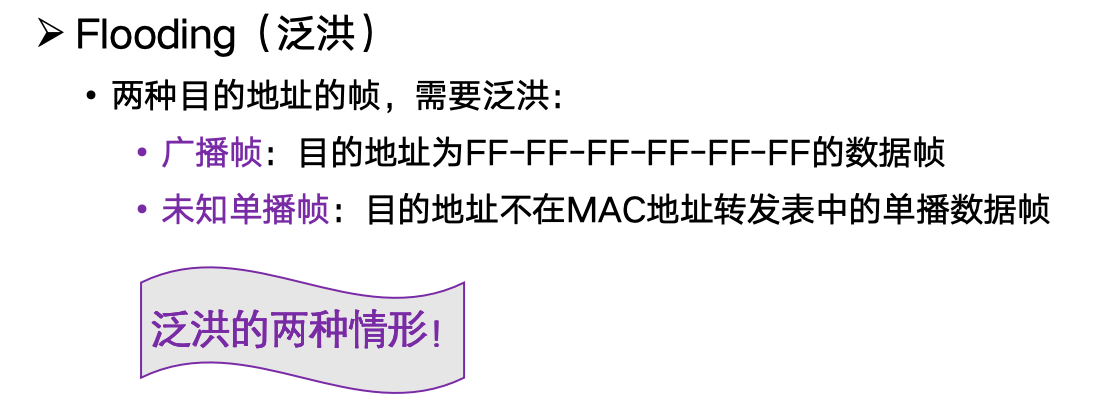 ➢ Flooding（泛洪）
• 两种目的地址的帧，需要泛洪：
• 广播帧：目的地址为FF-FF-FF-FF-FF-FF的数据帧
• 未知单播帧：目的地址不在MAC地址转发表中的单播数据帧
泛洪的两种情形！